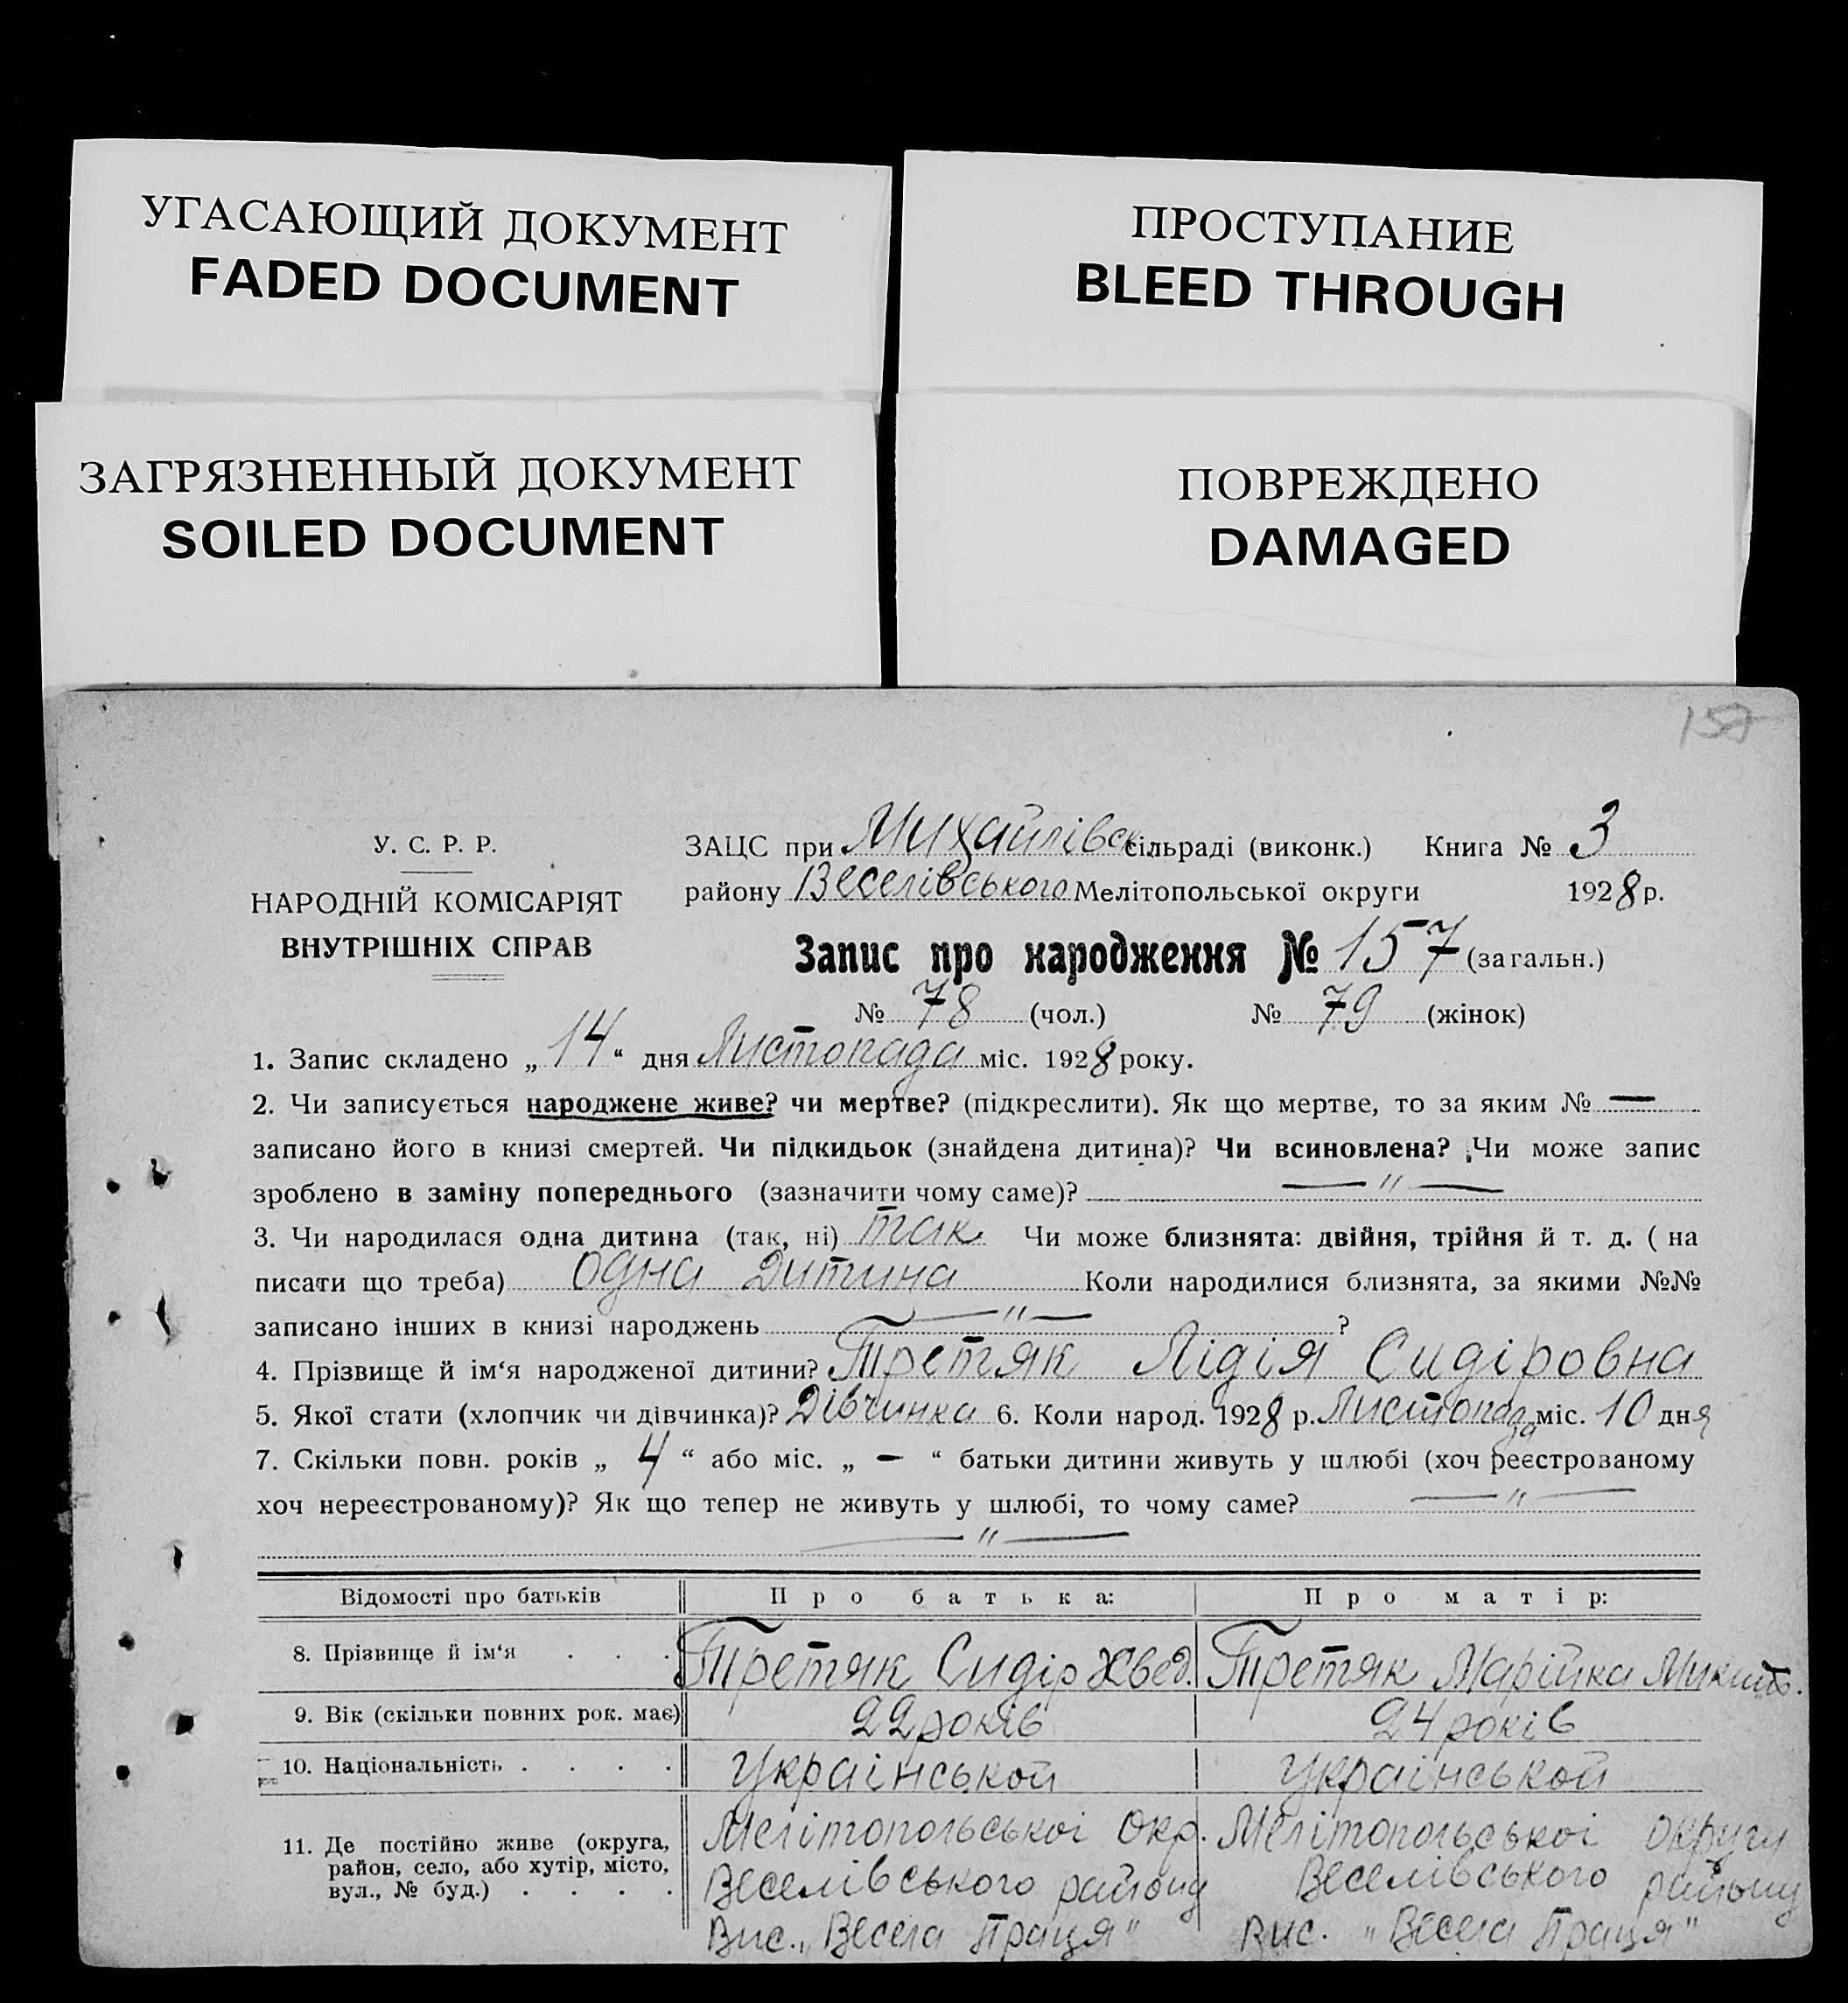 УГАСАЮЩИЙ ДОКУМЕНТ
FADED DOCUMENT
ПРОСТУПАНИЕ
BLEED THROUGH
ЗАГРЯЗНЕННЫЙ ДОКУМЕНТ
SOILED DOCUMENT
ПОВРЕЖДЕНО
DAMAGED
157
У. С. Р. Р.
НАРОДНІЙ КОМІСАРІЯТ
ВНУТРІШНІХ СПРАВ
ЗАЦС при Михайлівск сільраді (виконк.) Книга № 3
району Веселівського Мелітопольської округи 1928 р.
Запис про народження № 157 (загальн.)
№ 78 (чол.) № 79 (жінок)
1. Запис складено „ 14 “ дня Листопада міс. 1928 року.
2. Чи записується народжене живе? чи мертве? (підкреслити). Як що мертве, то за яким № —
записано його в книзі смертей. Чи підкидьок (знайдена дитина)? Чи всиновлена? Чи може запис
зроблено в заміну попереднього (зазначити чому саме)? — " —
3. Чи народилася одна дитина (так, ні) так Чи може близнята: двійня, трійня й т. д. ( на
писати що треба) одна дитина Коли народилися близнята, за якими №№
записано інших в книзі народжень — " — ?
4. Прізвище й ім‘я народженої дитини? Третяк Лідія Сидіровна
5. Якої стати (хлопчик чи дівчинка)? Дівчинка 6. Коли народ. 1928 р. Листопада міс. 10 дня
7. Скільки повн. років „ 4 “ або міс. „ — “ батьки дитини живуть у шлюбі (хоч реєстрованому
хоч нереєстрованому)? Як що тепер не живуть у шлюбі, то чому саме? — " —
— " —
Відомості про батьків Про батька: Про матір:
8. Прізвище й ім‘я . . . Третяк Сидір Хвед. Третяк Марійка Микит.
9. Вік (скільки повних рок. має) 22 років 24 років
10. Національність . . . . Українськой Українськой
11. Де постійно живе (округа, район, село, або хутір, місто, вул., № буд.) . . . .
Мелітопольської Окр. Мелітопольської округи
Веселівського району Веселівського району
Вис. „Весела Праця" Вис. "Весела Праця"